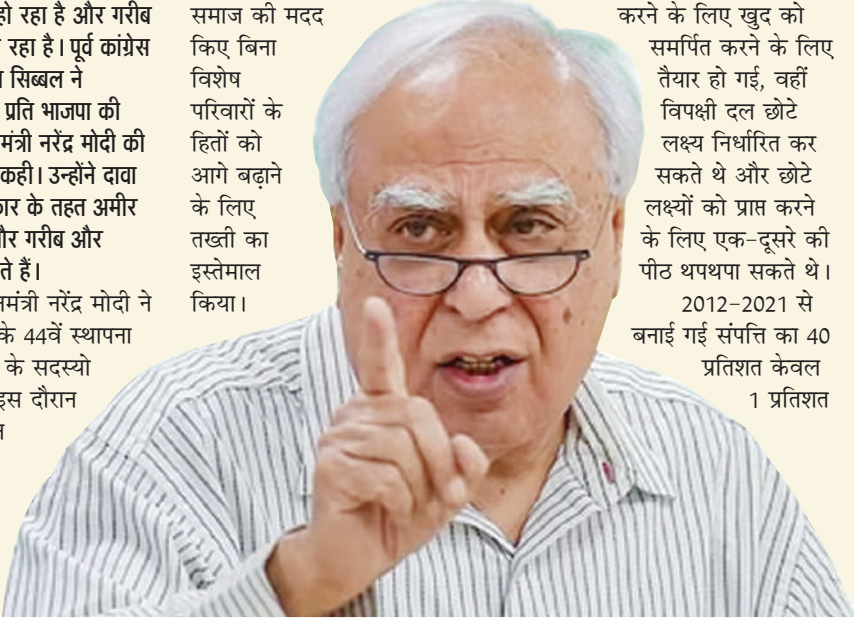 हो रहा है और गरीब
रहा है। पूर्व कांग्रेस
सिब्बल ने
प्रति भाजपा की
मंत्री नरेंद्र मोदी की
कही। उन्होंने दावा
के तहत अमीर
गरीब और
हैं।
नरेंद्र मोदी ने
के 44वें स्थापना
के सदस्यो
इस दौरान
समाज की मदद
किए बिना
विशेष
परिवारों के
हितों को
आगे बढ़ाने
के लिए
तख्ती का
इस्तेमाल
किया।
करने के लिए खुद को
समर्पित करने के लिए
तैयार हो गई, वहीं
विपक्षी दल छोटे
लक्ष्य निर्धारित कर
सकते थे और छोटे
लक्ष्यों को प्राप्त करने
के लिए एक-दूसरे की
पीठ थपथपा सकते थे।
2012-2021 से
बनाई गई संपत्ति का 40
प्रतिशत केवल
1 प्रतिशत